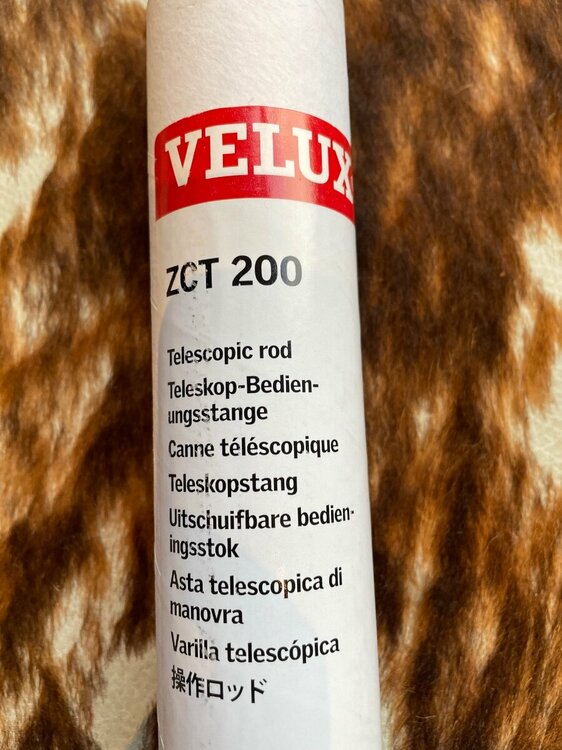 VELUX
ZCT 200
Telescopic rod
Teleskop-Bedien-
ungsstange
Canne téléscopique
Teleskopstang
Uitschuifbare bedien-
ingsstok
Asta telescopica di
manovra
Varilla telescópica
操作ロッド